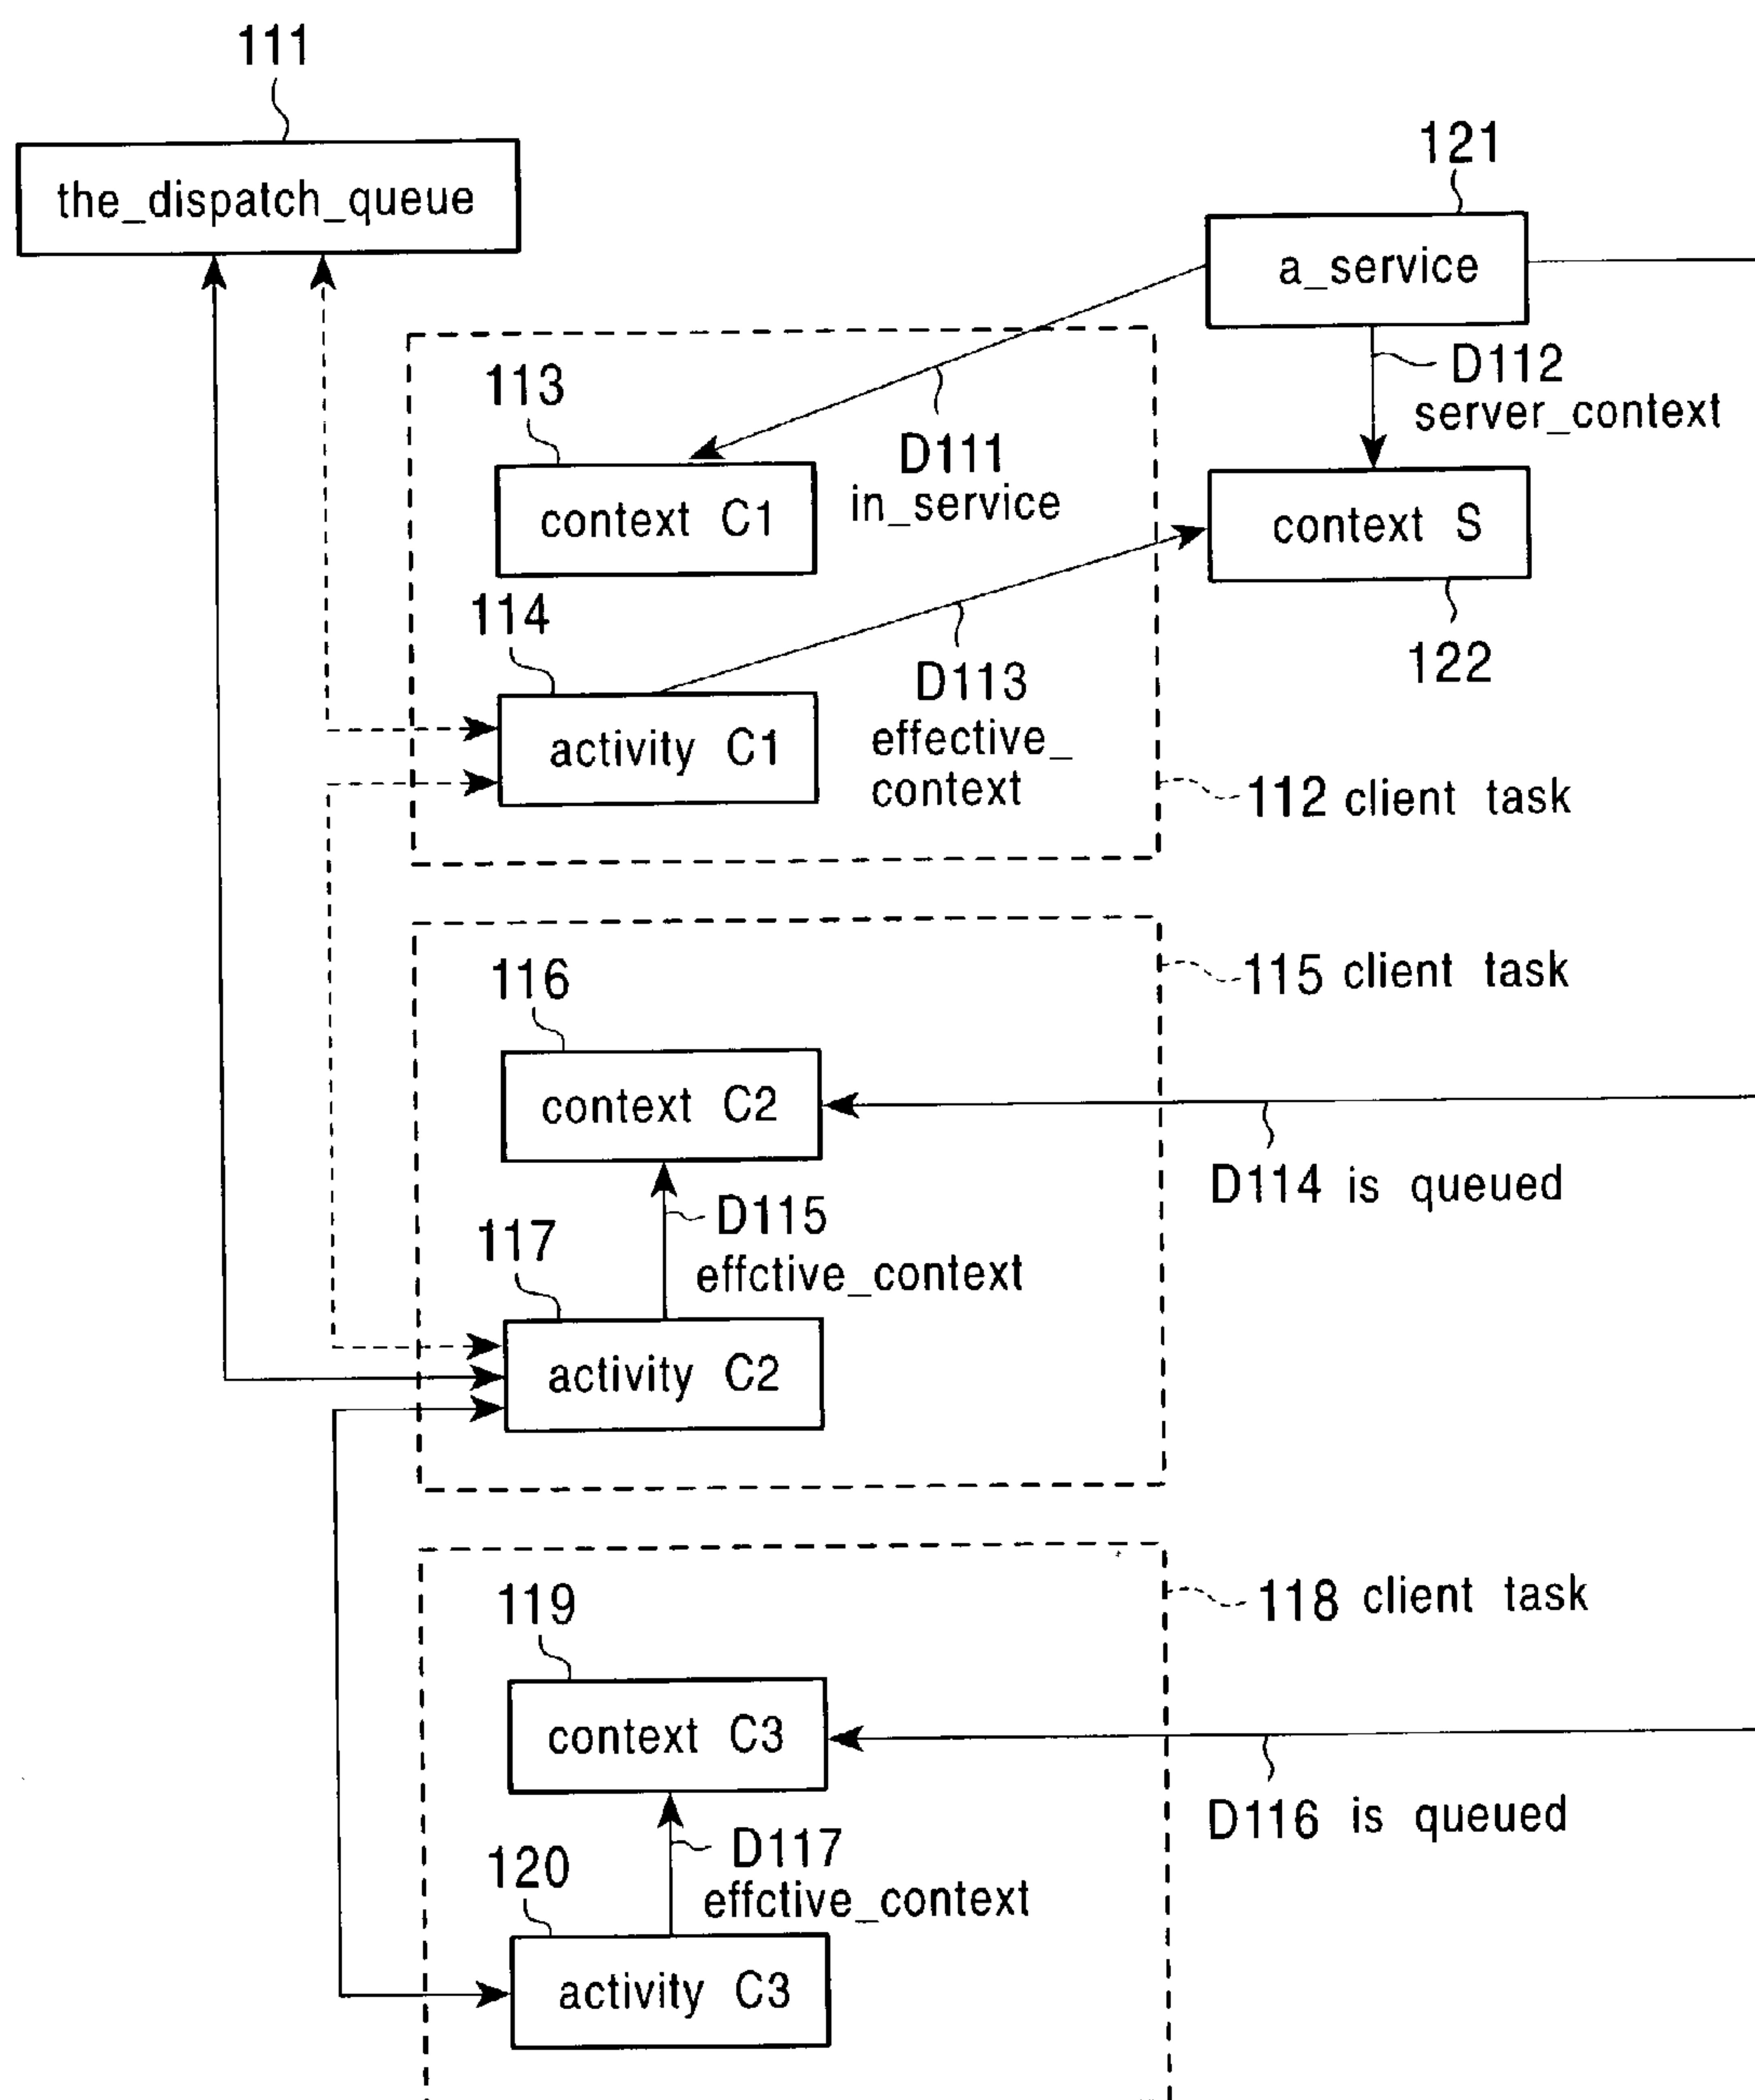 111
the_dispatch_queue
121
a_service
D112
server_context
113
D111
in_service
context C1
context S
122
114
D113
effective_
context
activity C1
112 client task
115 client task
116
context C2
D114 is queued
D115
effctive_context
117
activity C2
118 client task
119
context C3
D116 is queued
D117
effctive_context
120
activity C3